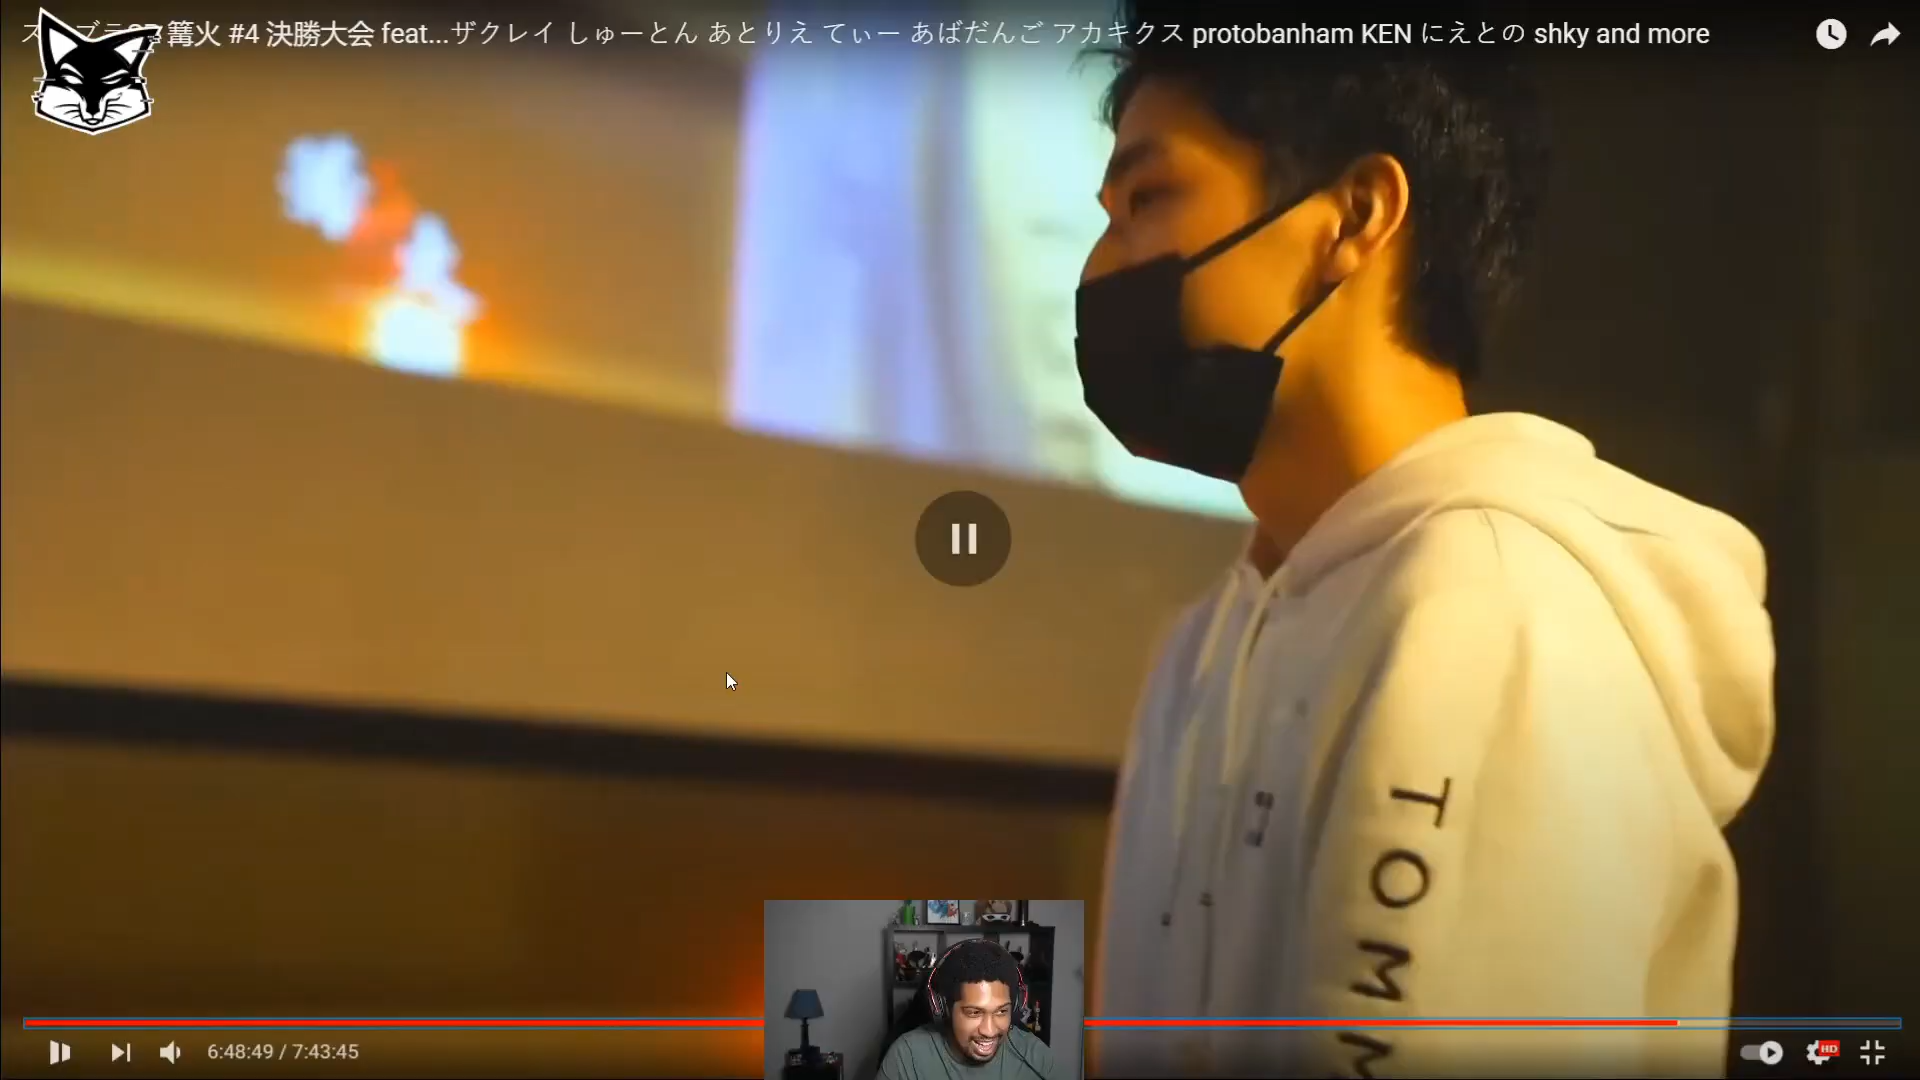 篝火 #4 決勝大会 feat...ザクレイ しゅーとん あとりえ てぃー あばだんご アカキクス protobanham KEN にえとの shky and more
TOMM
6:48:49 / 7:43:45
HD